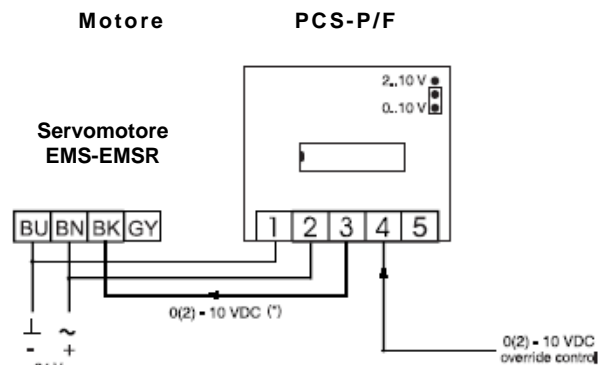 Motore PCS-P/F
2..10 V
0..10 V
Servomotore
EMS-EMSR
BU BN BK GY
1 2 3 4 5
0(2) - 10 VDC (*)
⊥ ~
- +
0(2) - 10 VDC
override control